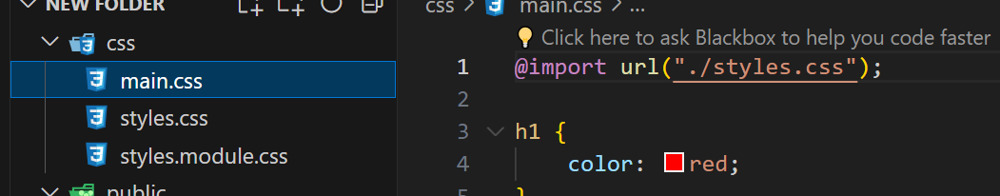 NEW FOLDER
css
main.css
styles.css
styles.module.css
public
css > main.css > ...
Click here to ask Blackbox to help you code faster
1 @import url("./styles.css");
2
3 h1 {
4 color: red;
5 }